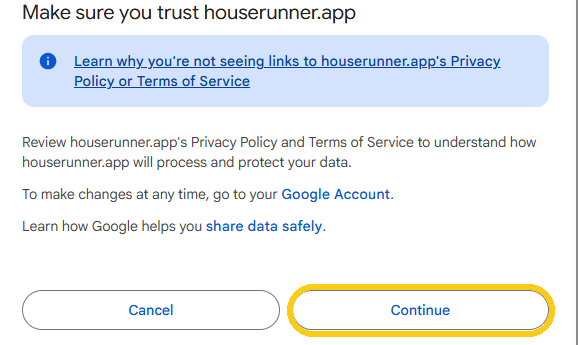 Make sure you trust houserunner.app
Learn why you're not seeing links to houserunner.app's Privacy
Policy or Terms of Service
Review houserunner.app's Privacy Policy and Terms of Service to understand how
houserunner.app will process and protect your data.
To make changes at any time, go to your Google Account.
Learn how Google helps you share data safely.
Cancel
Continue